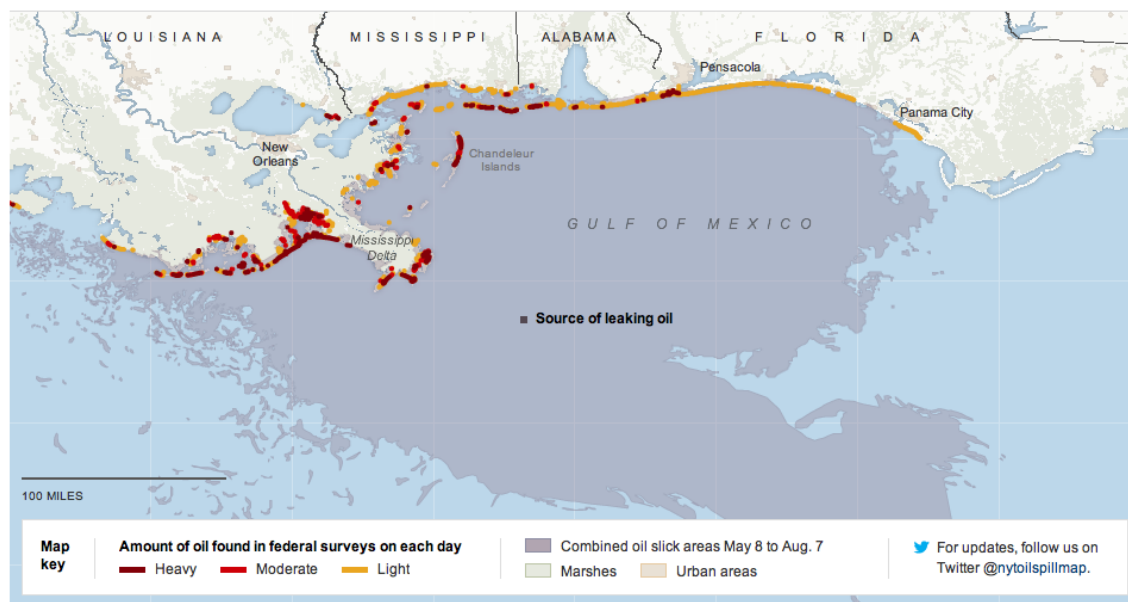 LOUISIANA
MISSISSIPPI
ALABAMA
FLORIDA
Pensacola
Panama City
New
Orleans
Chandeleur
Islands
GULF OF MEXICO
Mississippi
Delta
Source of leaking oil
100 MILES
Map
key
Amount of oil found in federal surveys on each day
Heavy
Moderate
Light
Combined oil slick areas May 8 to Aug. 7
Marshes
Urban areas
For updates, follow us on
Twitter @nytoilspillmap.